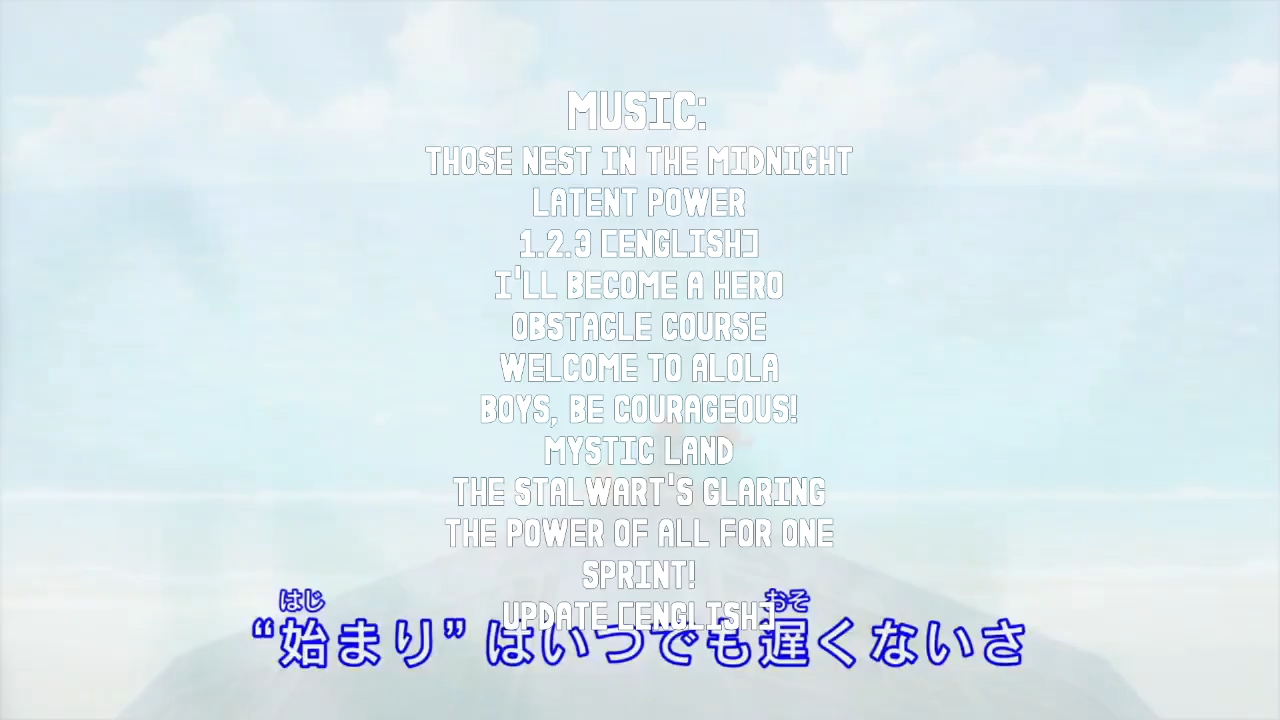 MUSIC:
THOSE NEST IN THE MIDNIGHT
LATENT POWER
1.2.3 [ENGLISH]
I'LL BECOME A HERO
OBSTACLE COURSE
WELCOME TO ALOLA
BOYS, BE COURAGEOUS!
MYSTIC LAND
THE STALWART'S GLARING
THE POWER OF ALL FOR ONE
SPRINT!
UPDATE [ENGLISH]
はじ おそ
“始まり” はいつでも遅くないさ